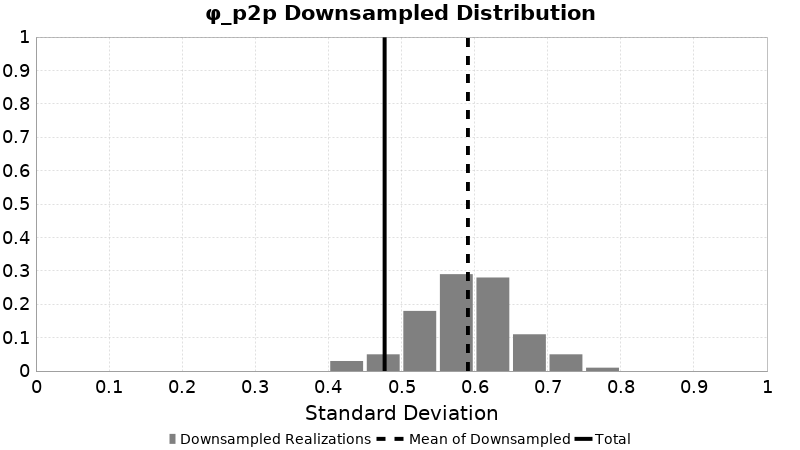 φ_p2p Downsampled Distribution
1
0.9
0.8
0.7
0.6
0.5
0.4
0.3
0.2
0.1
0
0 0.1 0.2 0.3 0.4 0.5 0.6 0.7 0.8 0.9 1
Standard Deviation
Downsampled Realizations Mean of Downsampled Total